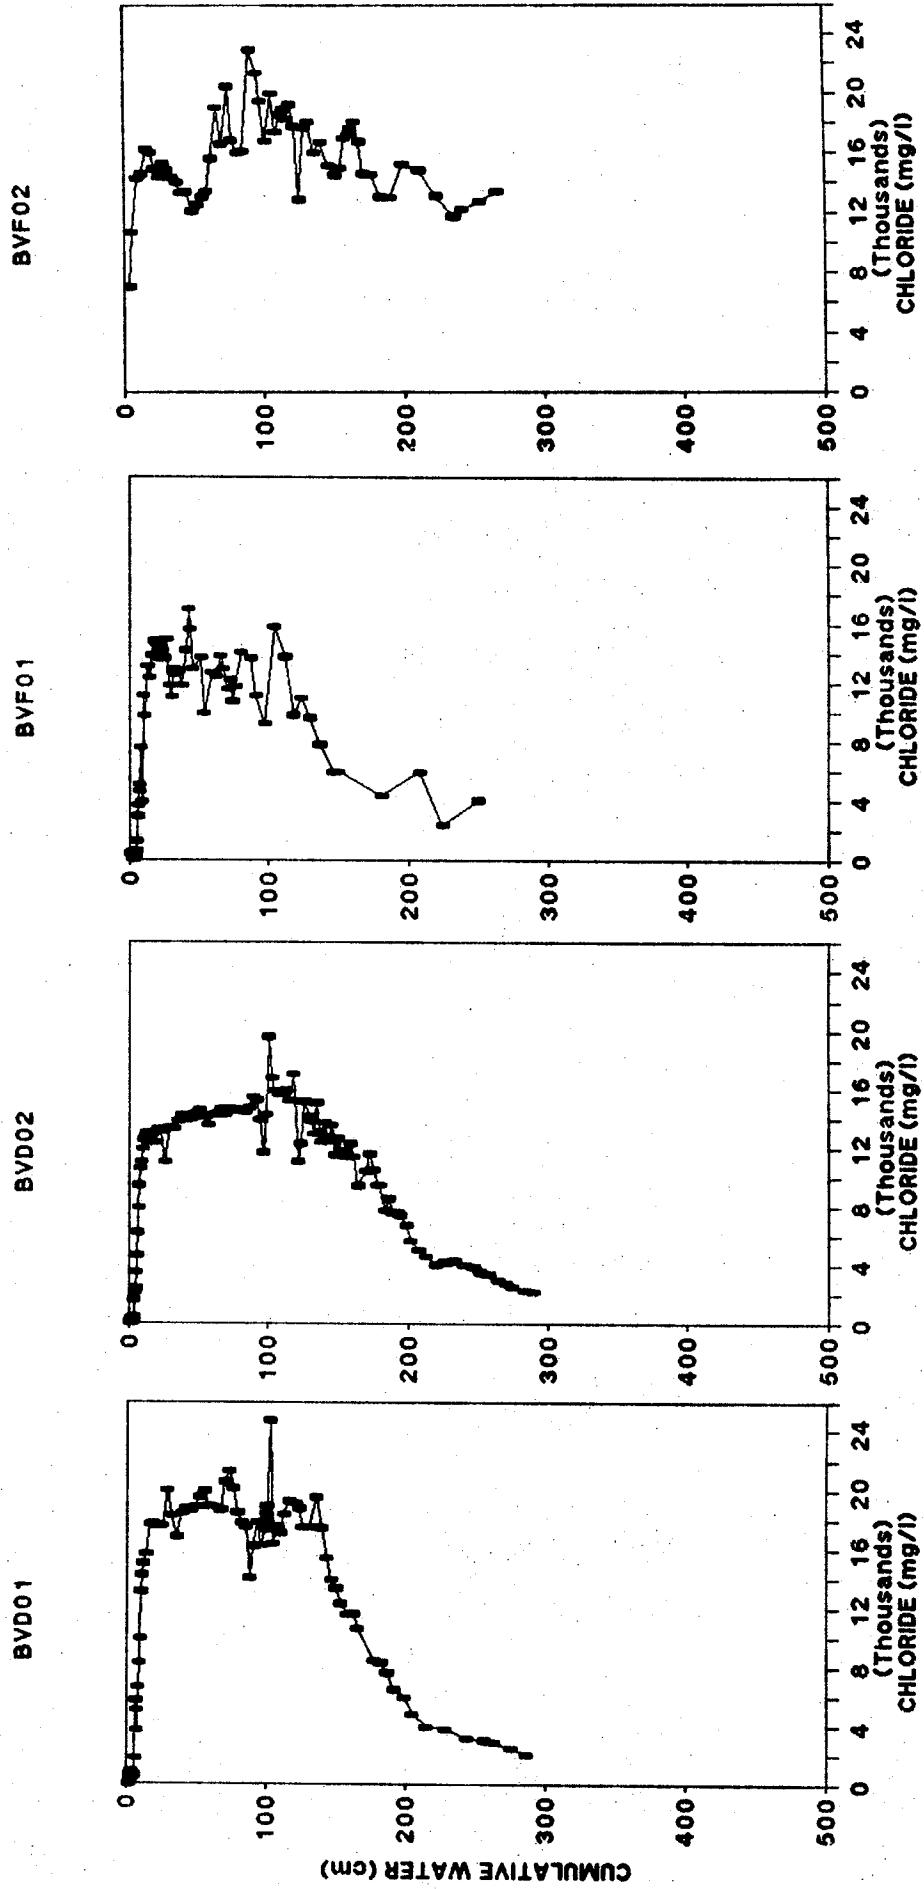 BVD01
BVD02
BVF01
BVF02
CUMULATIVE WATER (cm)
0
100
200
300
400
500
0 4 8 12 16 20 24
(Thousands)
CHLORIDE (mg/l)
0
100
200
300
400
500
0 4 8 12 16 20 24
(Thousands)
CHLORIDE (mg/l)
0
100
200
300
400
500
0 4 8 12 16 20 24
(Thousands)
CHLORIDE (mg/l)
0
100
200
300
400
500
0 4 8 12 16 20 24
(Thousands)
CHLORIDE (mg/l)